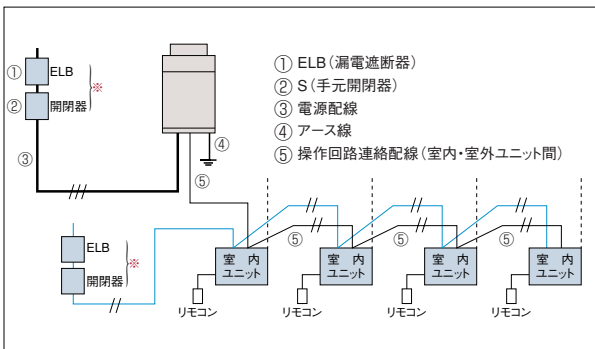 ① ELB
② 開閉器
※
③
④
⑤
① ELB(漏電遮断器)
② S(手元開閉器)
③ 電源配線
④ アース線
⑤ 操作回路連絡配線(室内・室外ユニット間)
ELB
開閉器
※
⑤
⑤
⑤
室 内
ユニット
室 内
ユニット
室 内
ユニット
室 内
ユニット
リモコン
リモコン
リモコン
リモコン